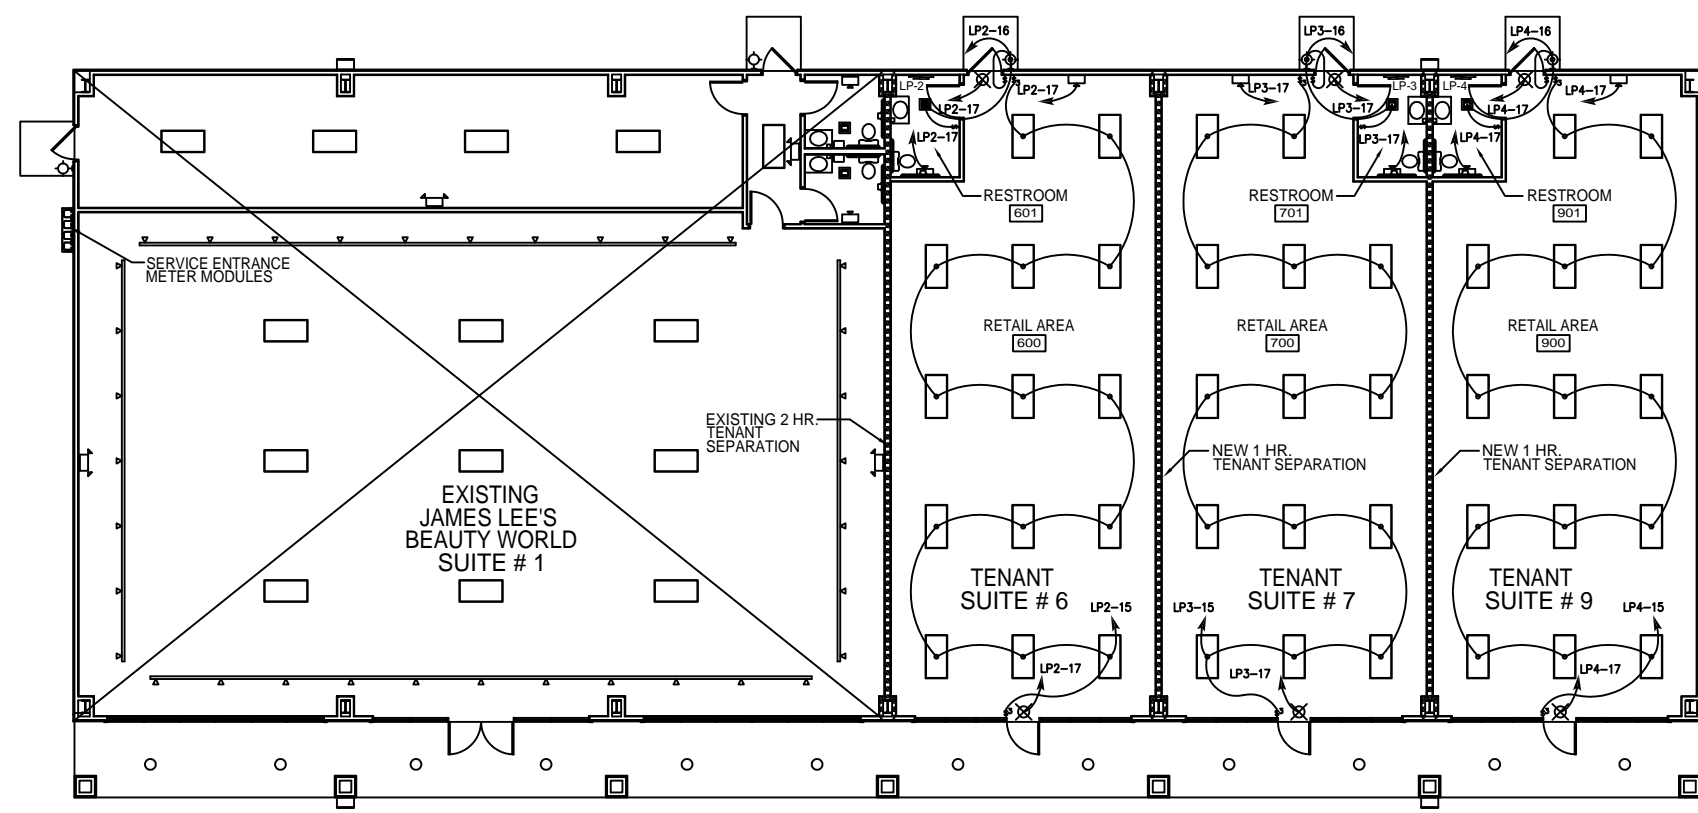 LP2-16
LP3-16
LP4-16
LP-2
LP2-17
LP2-17
LP2-17
LP3-17
LP3-17
LP3-17
LP-3
LP-4
LP4-17
LP4-17
LP4-17
RESTROOM
601
RESTROOM
701
RESTROOM
901
SERVICE ENTRANCE
METER MODULES
RETAIL AREA
600
RETAIL AREA
700
RETAIL AREA
900
EXISTING 2 HR.
TENANT
SEPARATION
NEW 1 HR.
TENANT SEPARATION
NEW 1 HR.
TENANT SEPARATION
EXISTING
JAMES LEE'S
BEAUTY WORLD
SUITE # 1
TENANT
SUITE # 6
TENANT
SUITE # 7
TENANT
SUITE # 9
LP2-15
LP3-15
LP4-15
LP2-17
LP3-17
LP4-17